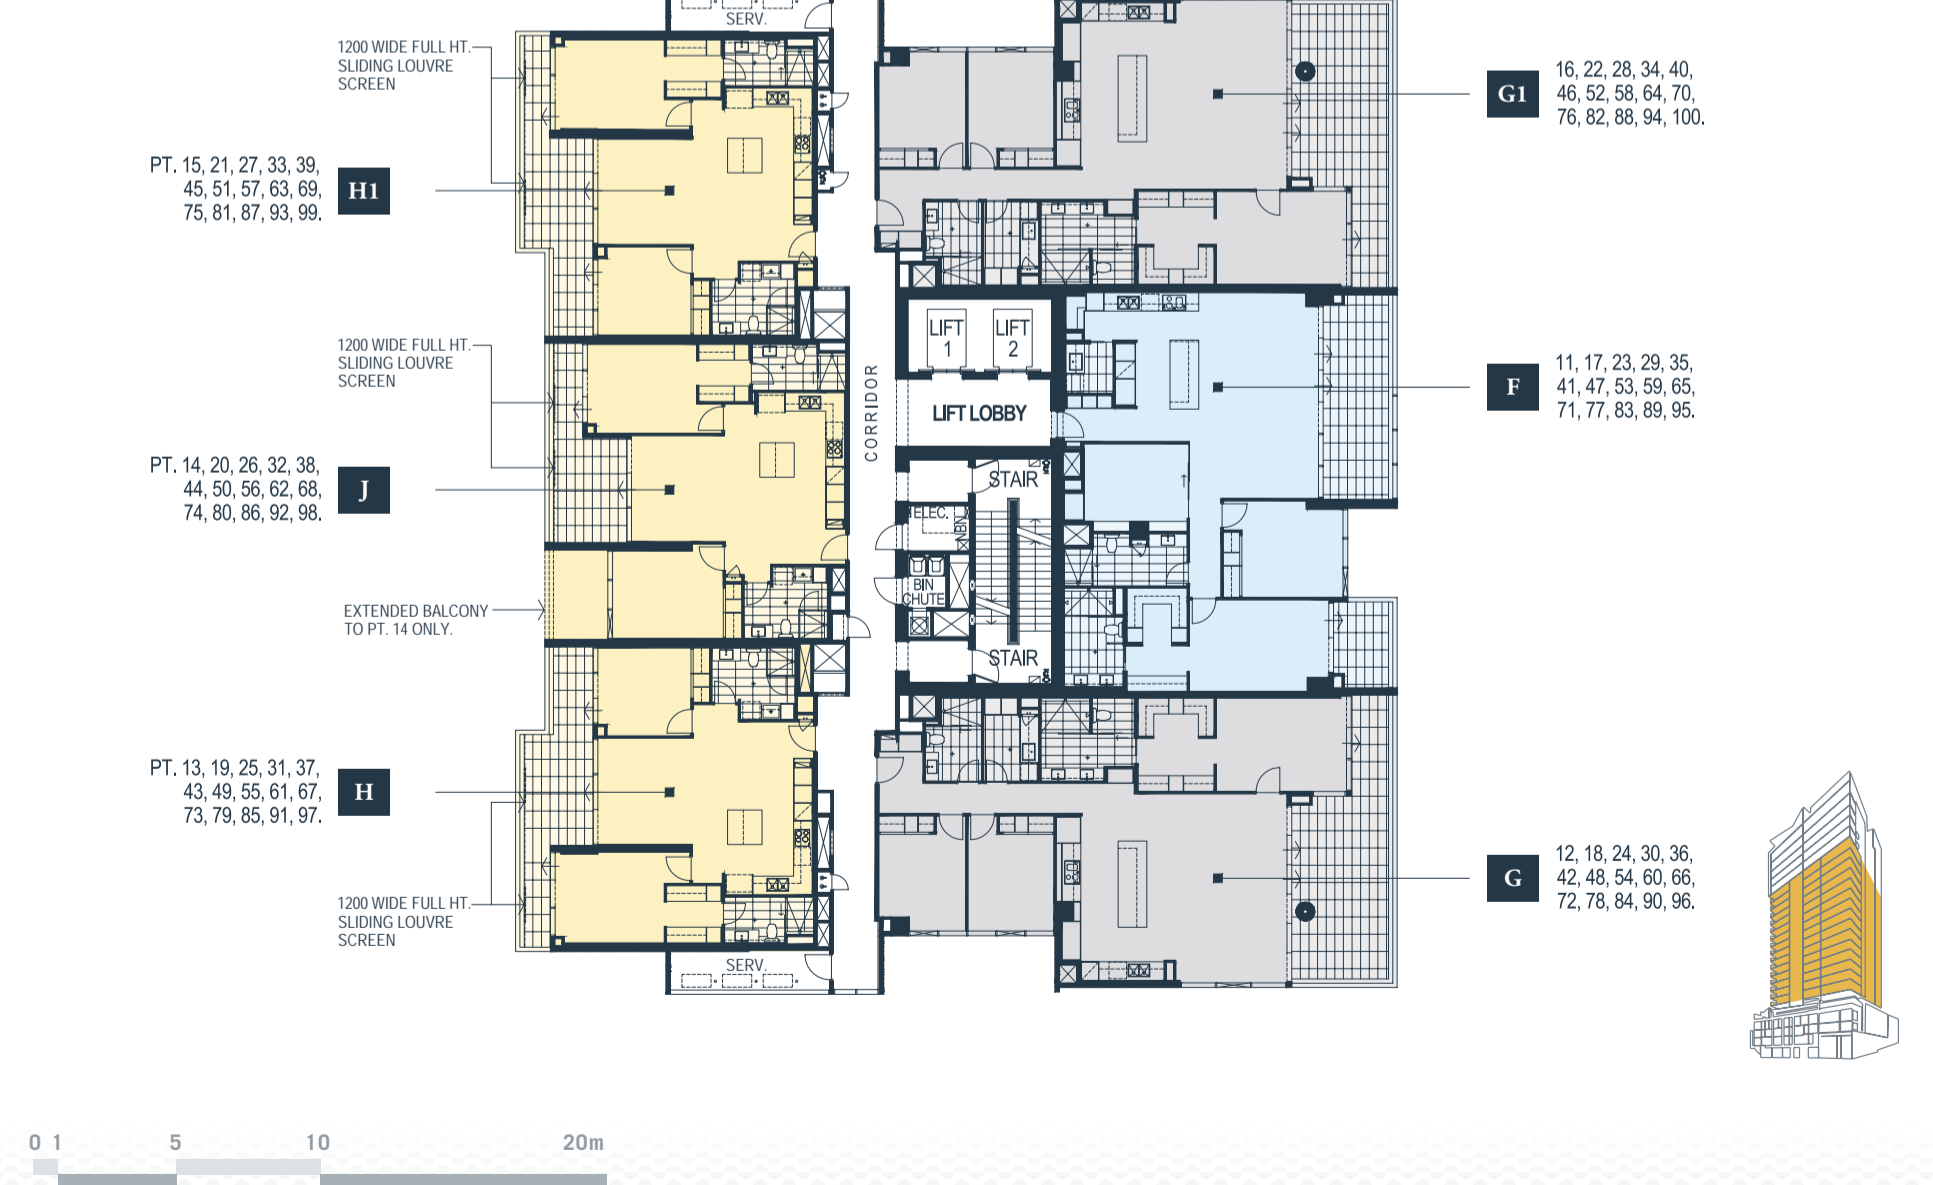 SERV.
1200 WIDE FULL HT.
SLIDING LOUVRE
SCREEN
PT. 15, 21, 27, 33, 39,
45, 51, 57, 63, 69,
75, 81, 87, 93, 99.
H1
G1
16, 22, 28, 34, 40,
46, 52, 58, 64, 70,
76, 82, 88, 94, 100.
1200 WIDE FULL HT.
SLIDING LOUVRE
SCREEN
PT. 14, 20, 26, 32, 38,
44, 50, 56, 62, 68,
74, 80, 86, 92, 98.
J
CORRIDOR
LIFT
1
LIFT
2
LIFT LOBBY
F
11, 17, 23, 29, 35,
41, 47, 53, 59, 65,
71, 77, 83, 89, 95.
STAIR
TELEC.
NBN
BIN
CHUTE
STAIR
EXTENDED BALCONY
TO PT. 14 ONLY.
PT. 13, 19, 25, 31, 37,
43, 49, 55, 61, 67,
73, 79, 85, 91, 97.
H
1200 WIDE FULL HT.
SLIDING LOUVRE
SCREEN
SERV.
G
12, 18, 24, 30, 36,
42, 48, 54, 60, 66,
72, 78, 84, 90, 96.
0 1 5 10 20m